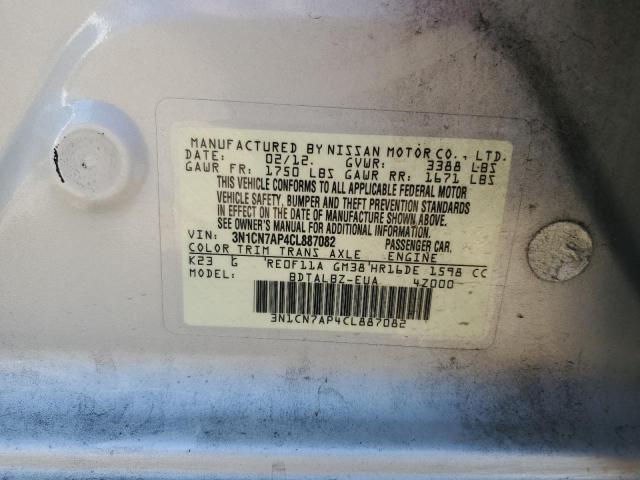 MANUFACTURED BY NISSAN MOTOR CO., LTD.
DATE: 02/12. GVWR: 3388 LBS
GAWR FR: 1750 LBS GAWR RR: 1671 LBS
THIS VEHICLE CONFORMS TO ALL APPLICABLE FEDERAL MOTOR
VEHICLE SAFETY, BUMPER AND THEFT PREVENTION STANDARDS
IN EFFECT ON THE DATE OF MANUFACTURE SHOWN ABOVE.
SEE OWNER'S MANUAL FOR ADDITIONAL INFORMATION.
VIN: 3N1CN7AP4CL887082 PASSENGER CAR.
COLOR TRIM TRANS AXLE ENGINE
K23 G RE0F11A GM38 HR16DE 1598 CC
MODEL: BDTALBZ-EUA 4Z000
3N1CN7AP4CL887082